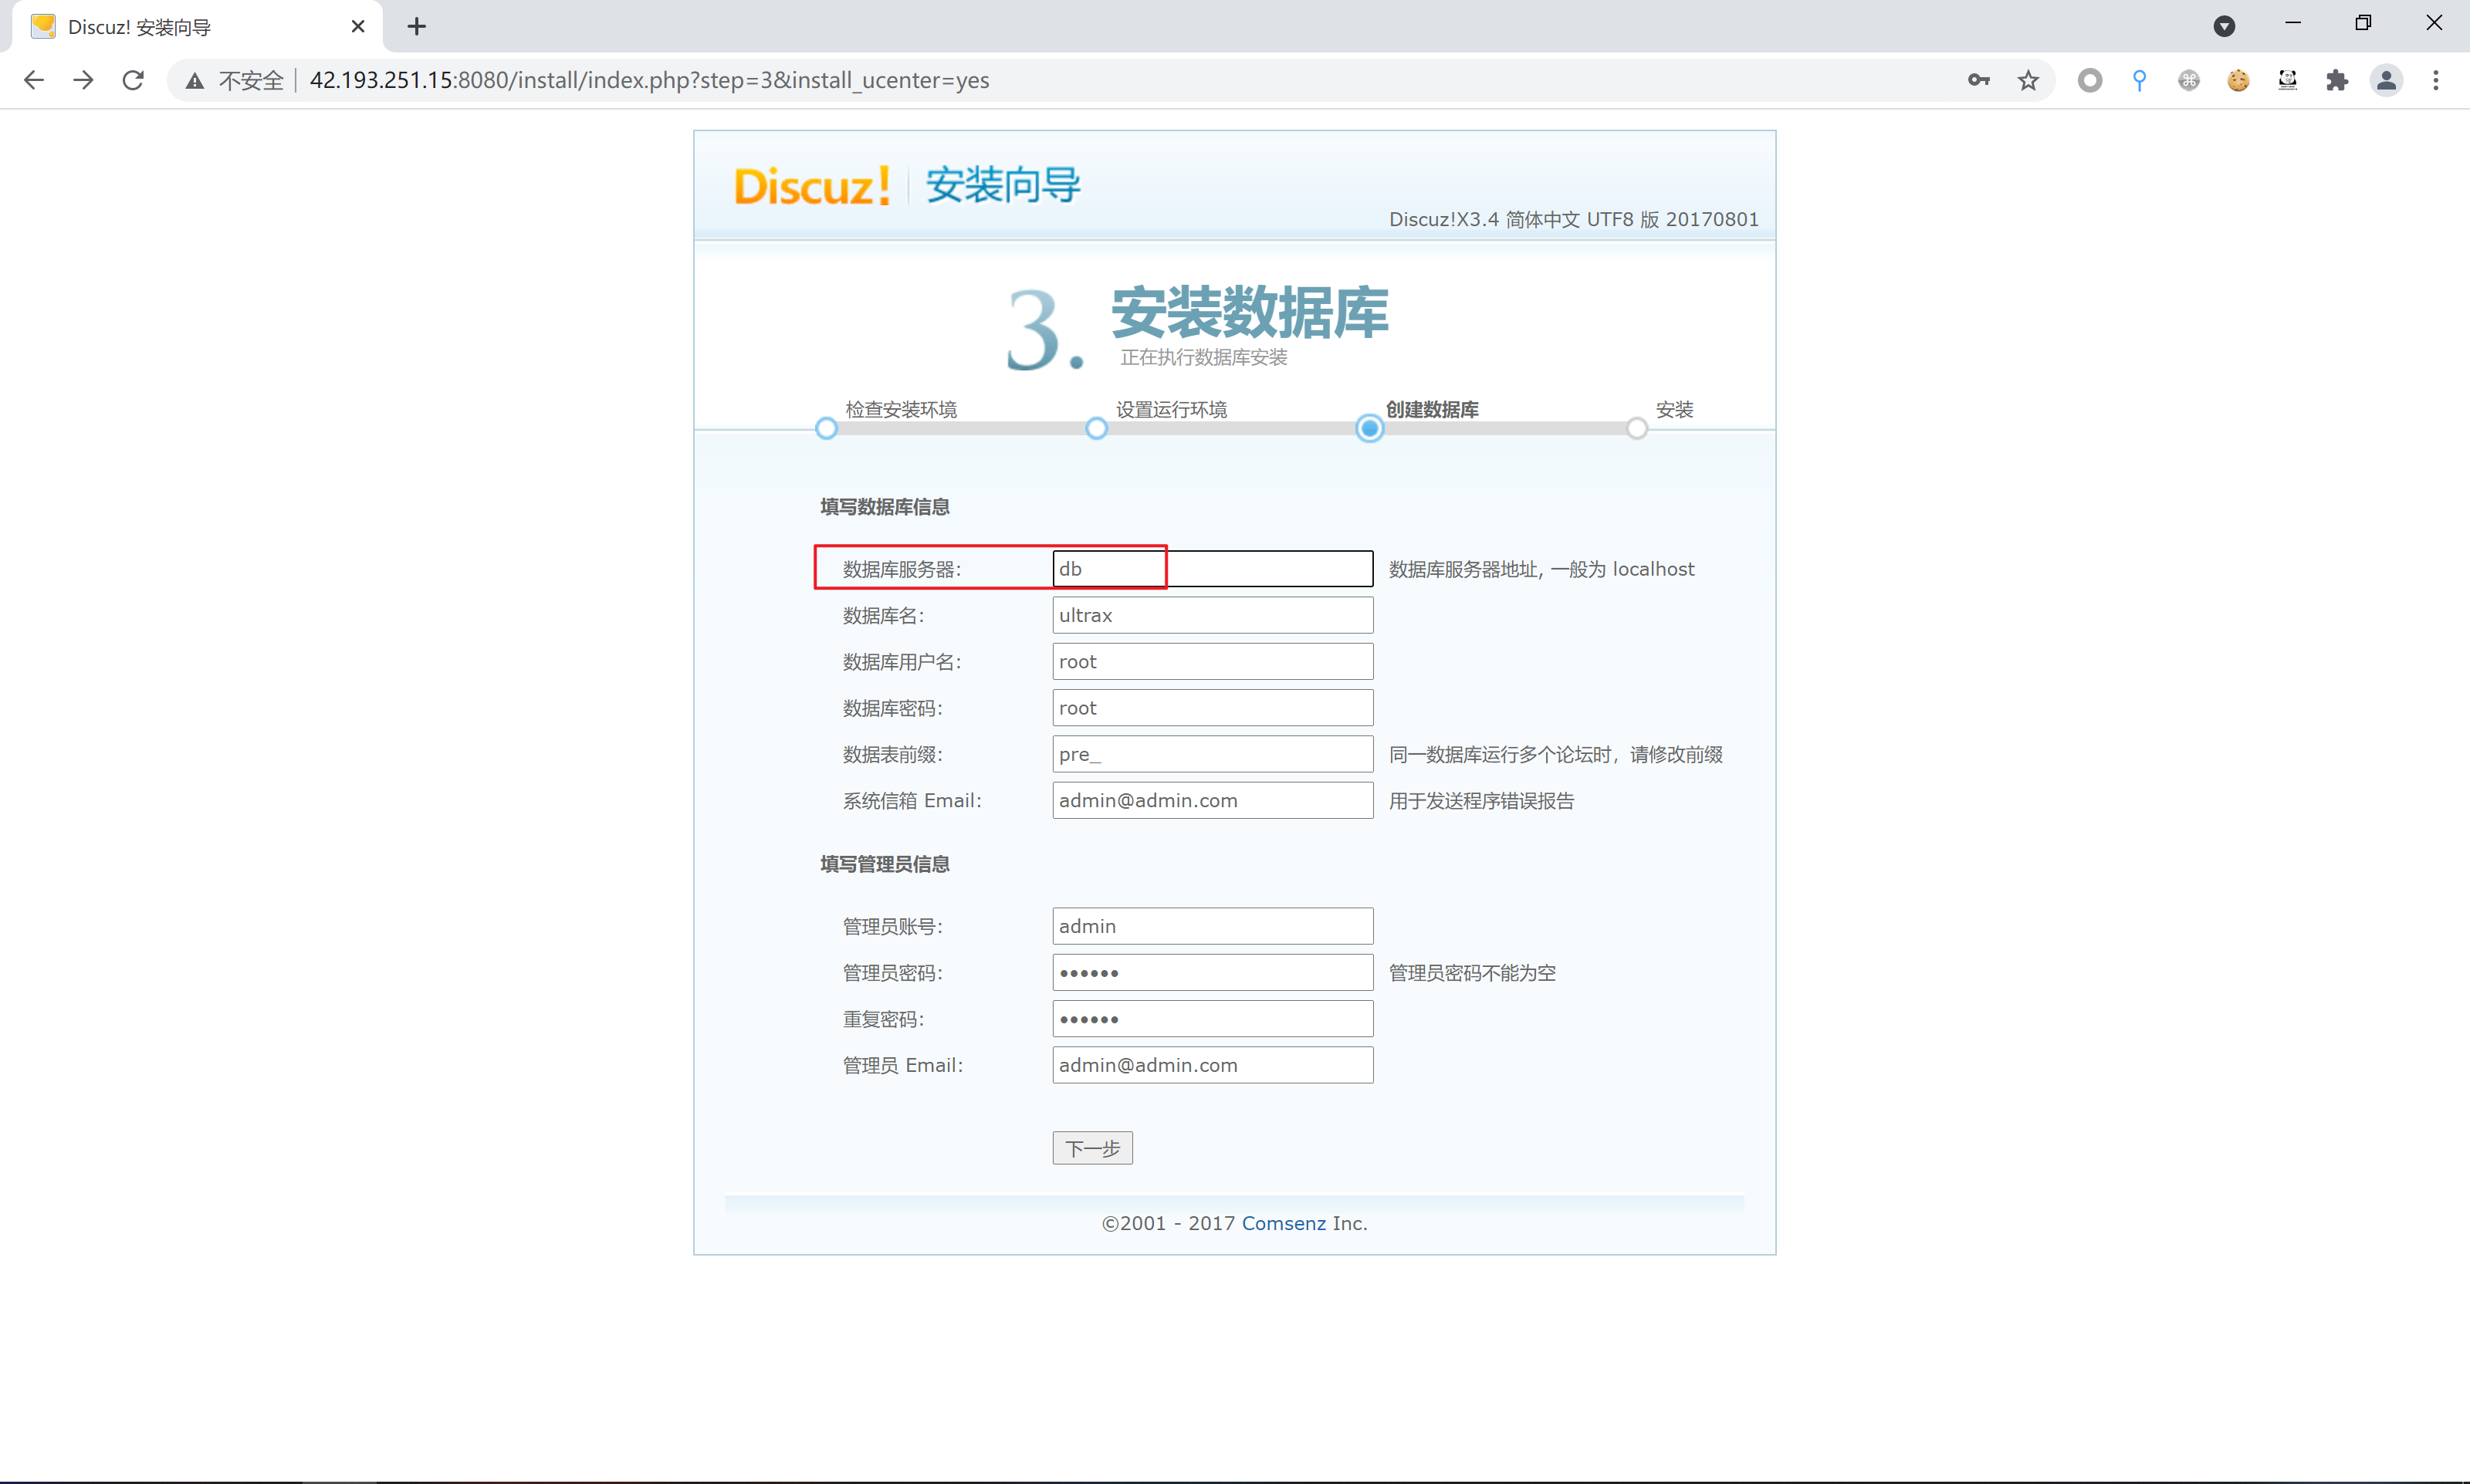 Discuz! 安装向导
不安全 42.193.251.15:8080/install/index.php?step=3&install_ucenter=yes
Discuz! 安装向导
Discuz!X3.4 简体中文 UTF8 版 20170801
3. 安装数据库
正在执行数据库安装
检查安装环境 设置运行环境 创建数据库 安装
填写数据库信息
数据库服务器: db 数据库服务器地址, 一般为 localhost
数据库名: ultrax
数据库用户名: root
数据库密码: root
数据表前缀: pre_ 同一数据库运行多个论坛时，请修改前缀
系统信箱 Email: admin@admin.com 用于发送程序错误报告
填写管理员信息
管理员账号: admin
管理员密码: •••••• 管理员密码不能为空
重复密码: ••••••
管理员 Email: admin@admin.com
下一步
©2001 - 2017 Comsenz Inc.